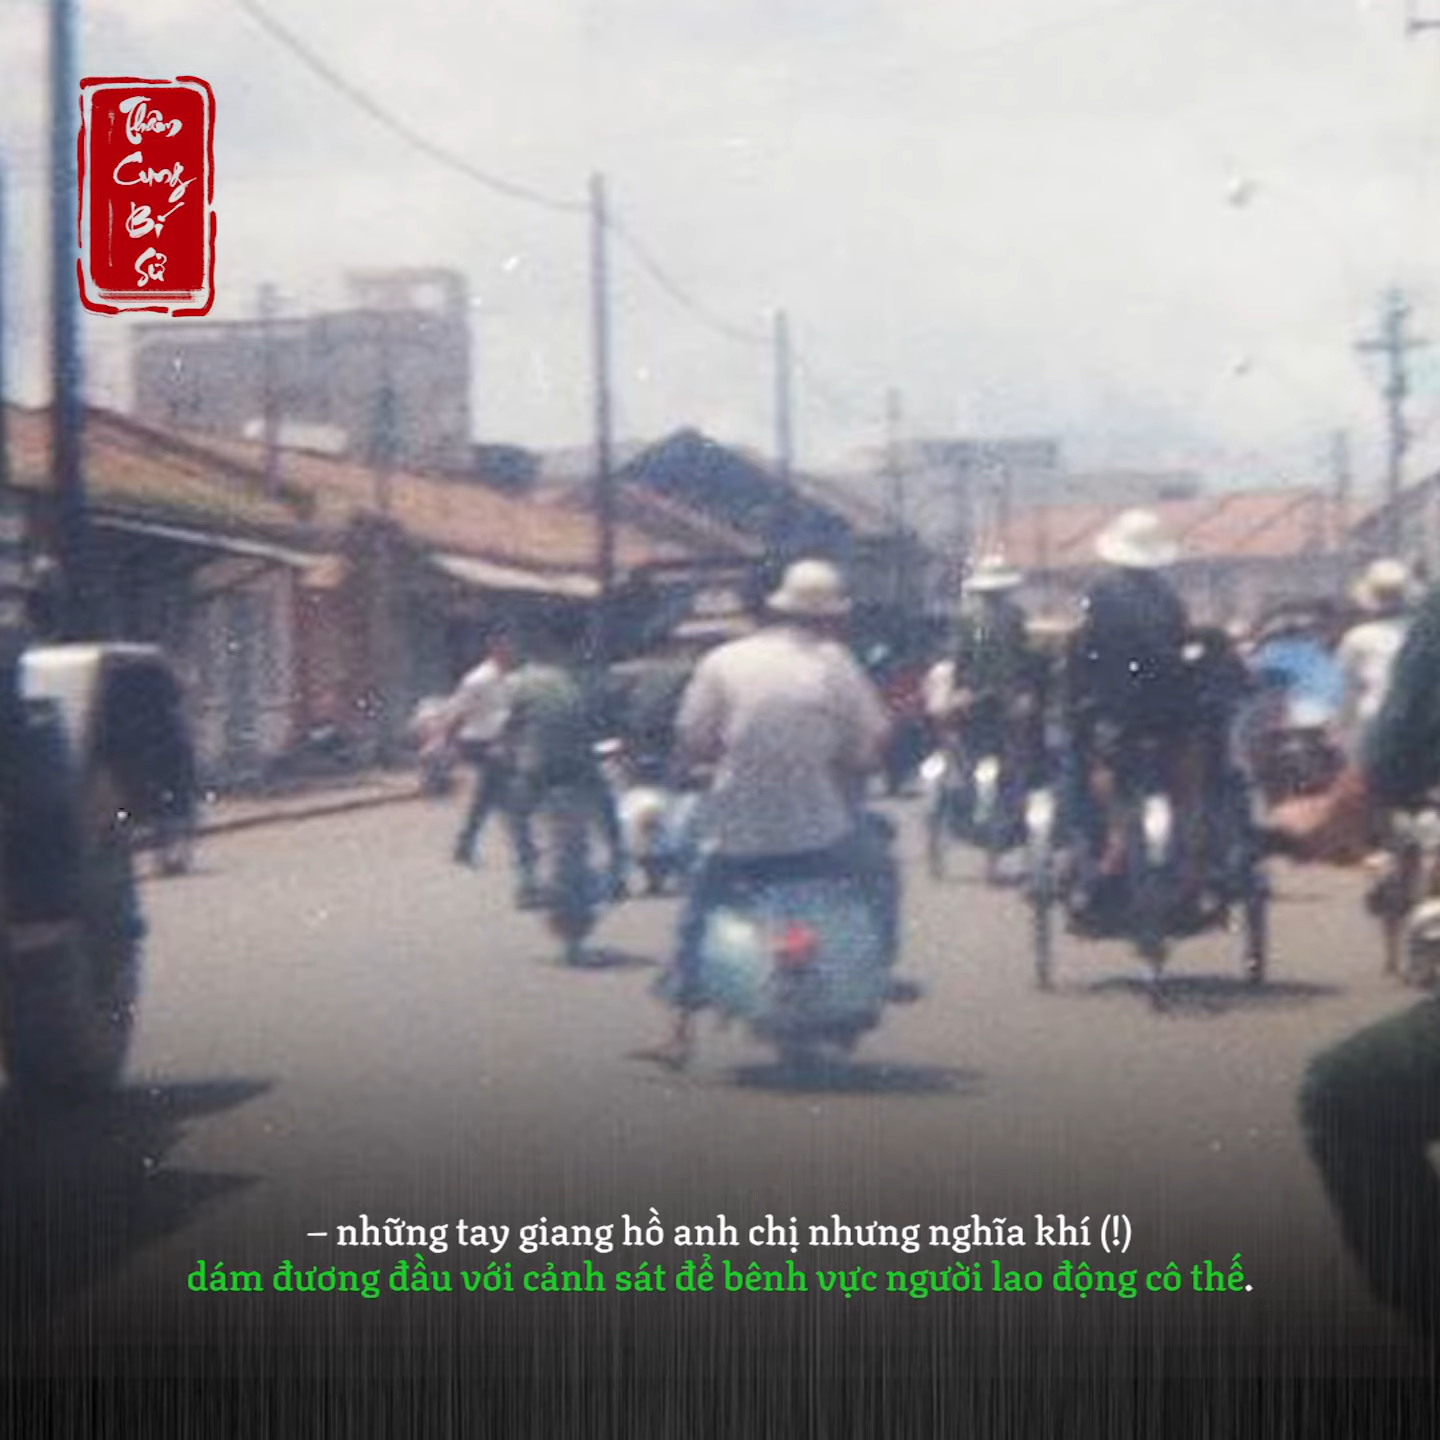 Thâm
Cung
Bí
Sử
– những tay giang hồ anh chị nhưng nghĩa khí (!)
dám đương đầu với cảnh sát để bênh vực người lao động cô thế.